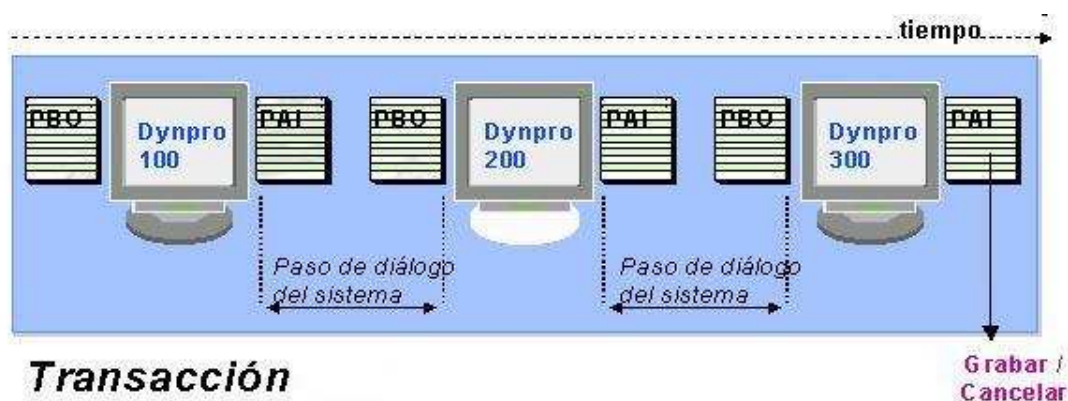 tiempo
PBO
Dynpro
100
PAI
PBO
Dynpro
200
PAI
PBO
Dynpro
300
PAI
Paso de diálogo
del sistema
Paso de diálogo
del sistema
Transacción
Grabar /
Cancelar